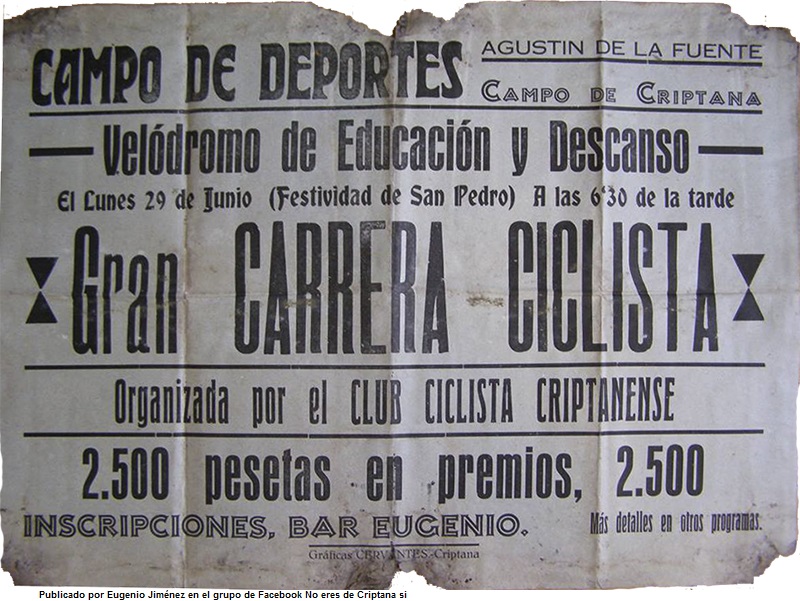 CAMPO DE DEPORTES
AGUSTIN DE LA FUENTE
CAMPO DE CRIPTANA
Velódromo de Educación y Descanso
El Lunes 29 de Junio (Festividad de San Pedro) A las 6'30 de la tarde
Gran CARRERA CICLISTA
Organizada por el CLUB CICLISTA CRIPTANENSE
2.500 pesetas en premios, 2.500
INSCRIPCIONES, BAR EUGENIO.
Más detalles en otros programas.
Gráficas CERVANTES.-Criptana
Publicado por Eugenio Jiménez en el grupo de Facebook No eres de Criptana si